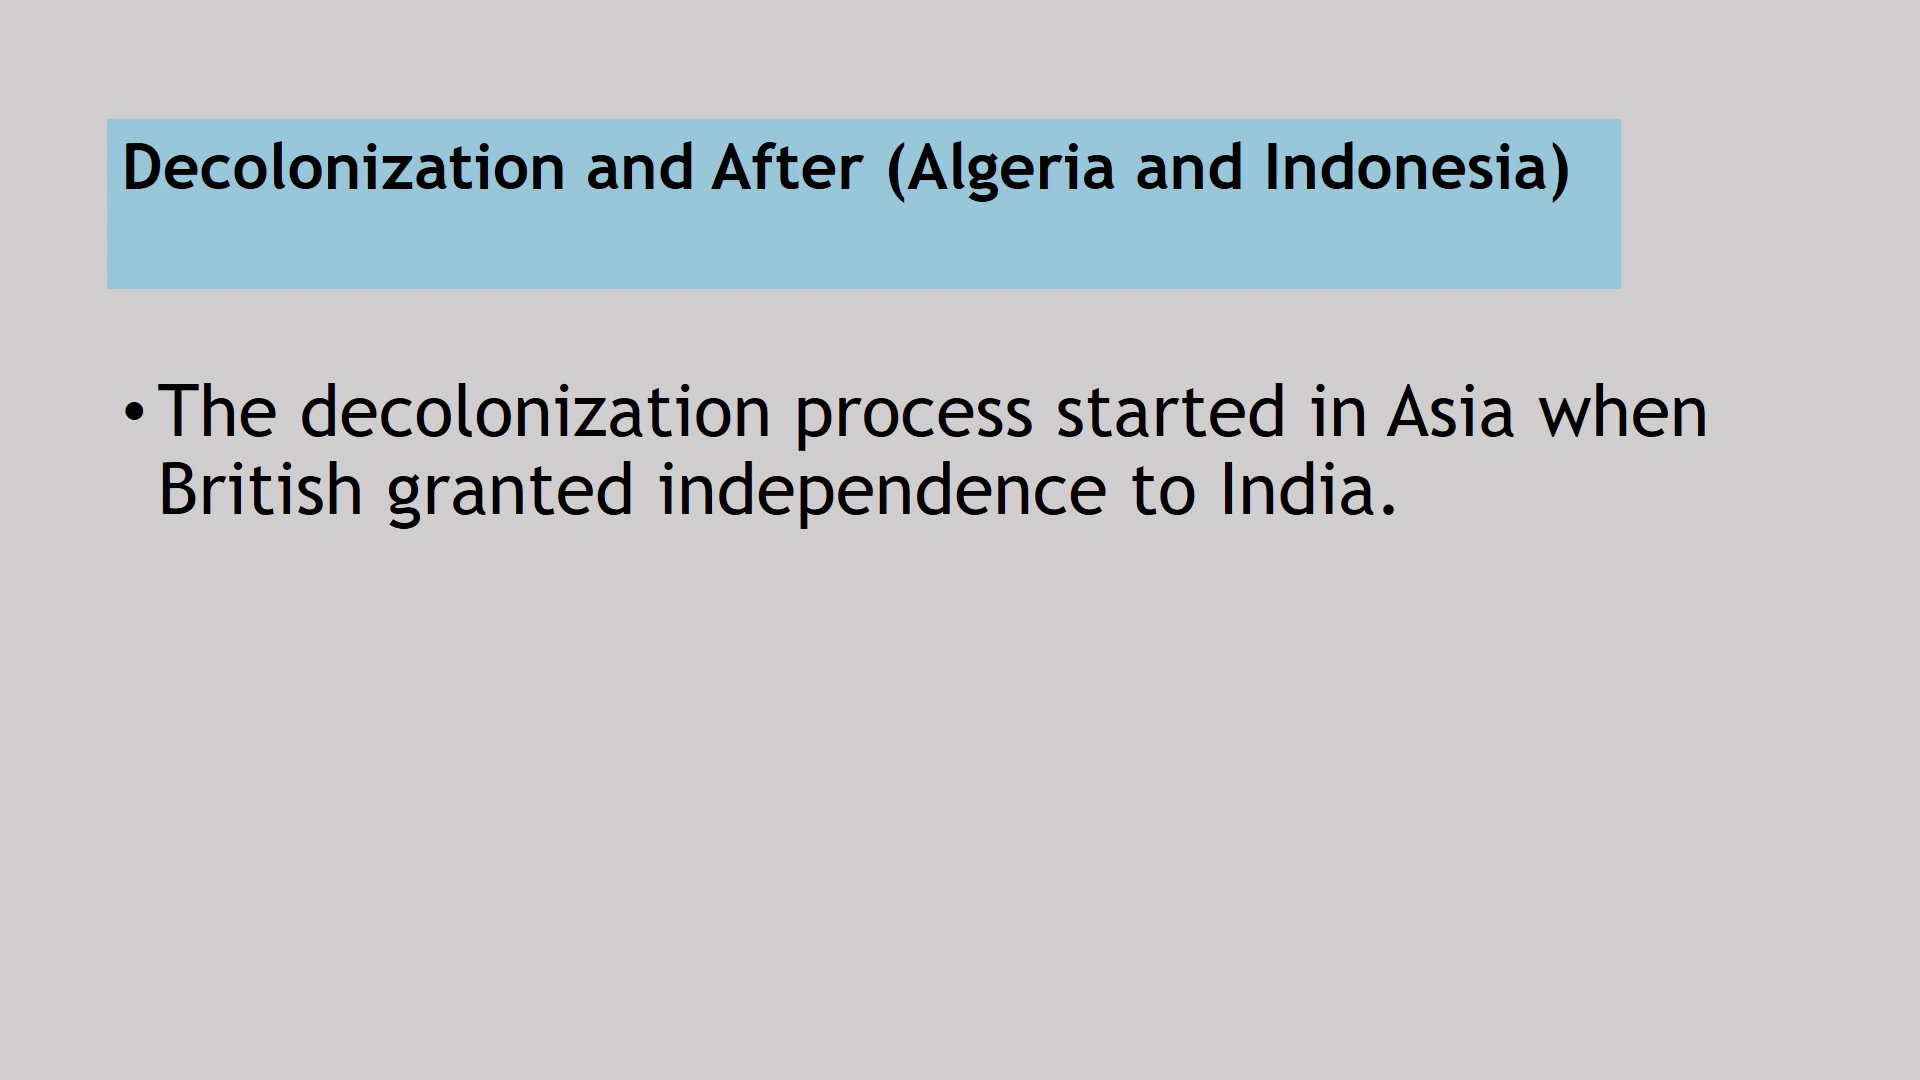 Decolonization and After (Algeria and Indonesia)
• The decolonization process started in Asia when
British granted independence to India.